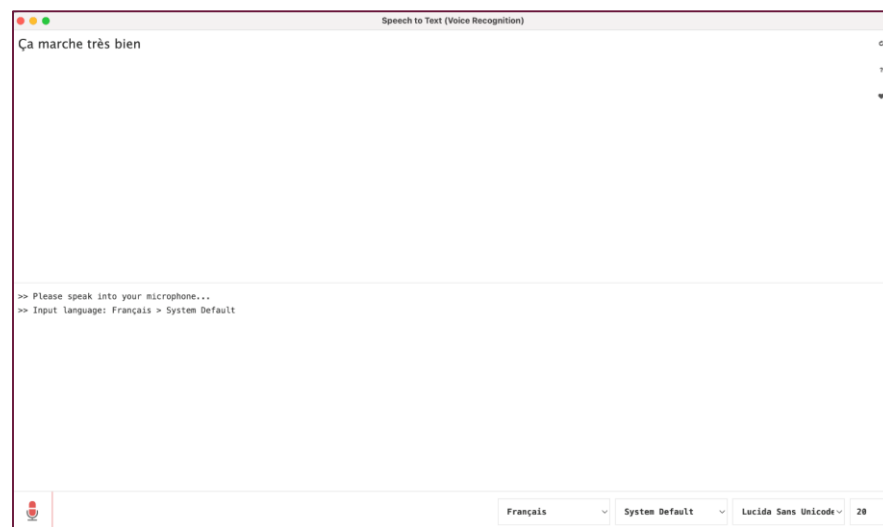 Speech to Text (Voice Recognition)
Ça marche très bien
?
>> Please speak into your microphone...
>> Input language: Français > System Default
Français System Default Lucida Sans Unicode 20